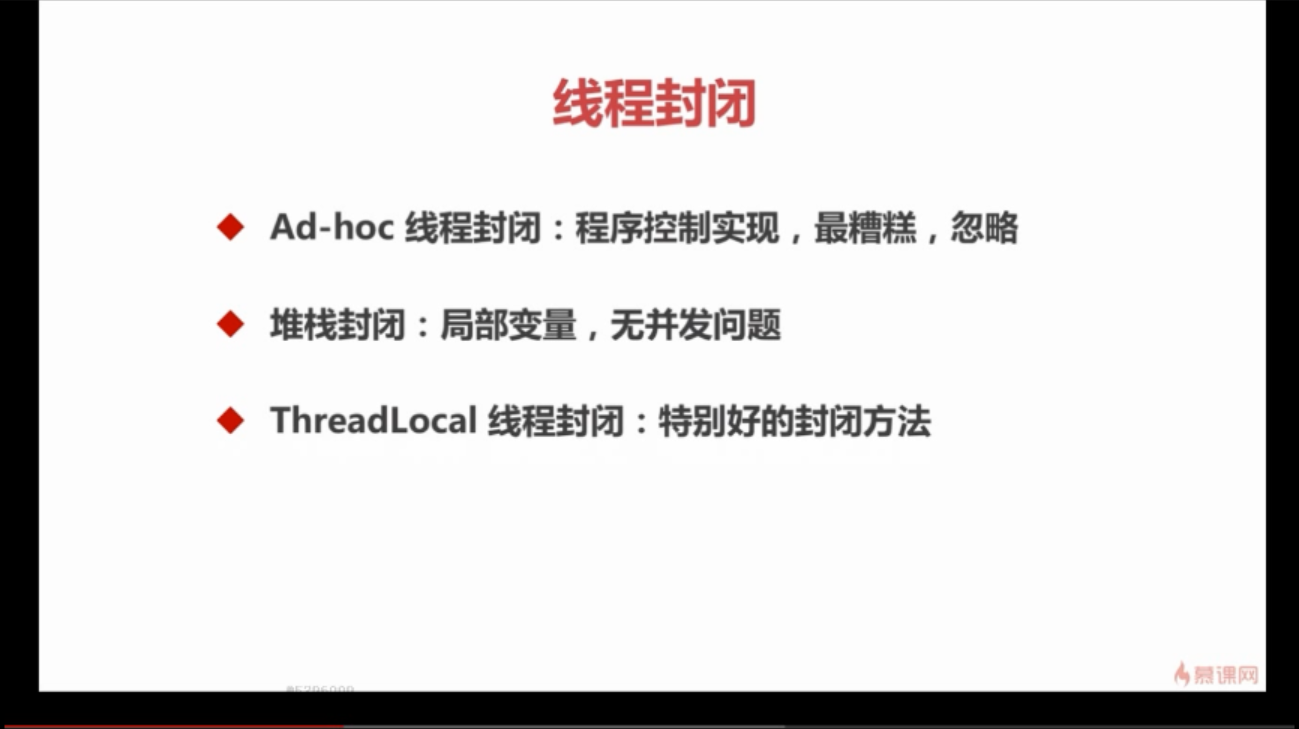 线程封闭
Ad-hoc 线程封闭：程序控制实现，最糟糕，忽略
堆栈封闭：局部变量，无并发问题
ThreadLocal 线程封闭：特别好的封闭方法
慕课网